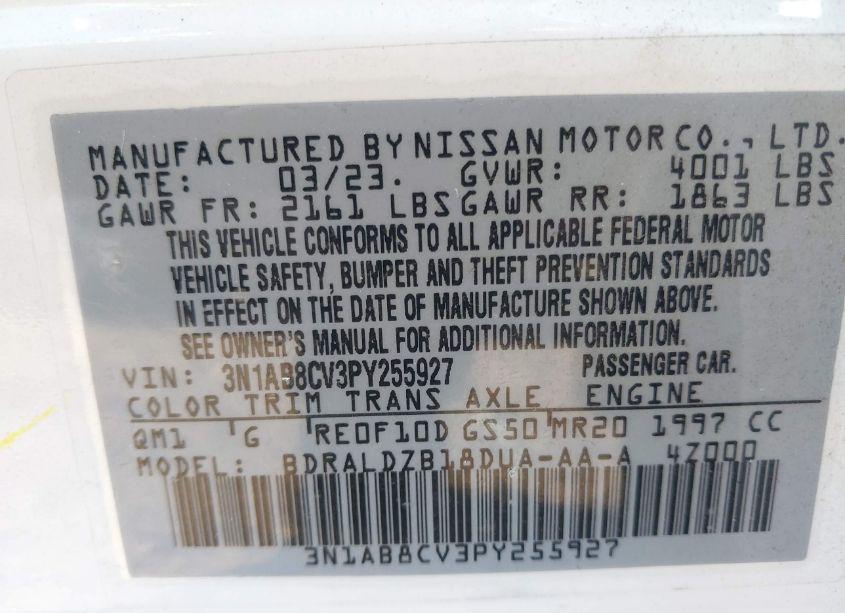 MANUFACTURED BY NISSAN MOTOR CO., LTD.
DATE: 03/23. GVWR: 4001 LBS
GAWR FR: 2161 LBS GAWR RR: 1863 LBS
THIS VEHICLE CONFORMS TO ALL APPLICABLE FEDERAL MOTOR
VEHICLE SAFETY, BUMPER AND THEFT PREVENTION STANDARDS
IN EFFECT ON THE DATE OF MANUFACTURE SHOWN ABOVE.
SEE OWNER'S MANUAL FOR ADDITIONAL INFORMATION.
VIN: 3N1AB8CV3PY255927 PASSENGER CAR.
COLOR TRIM TRANS AXLE ENGINE
QM1 G RE0F10D GS50 MR20 1997 CC
MODEL: BDRALDZB18DUA-AA-A 4Z000
3N1AB8CV3PY255927